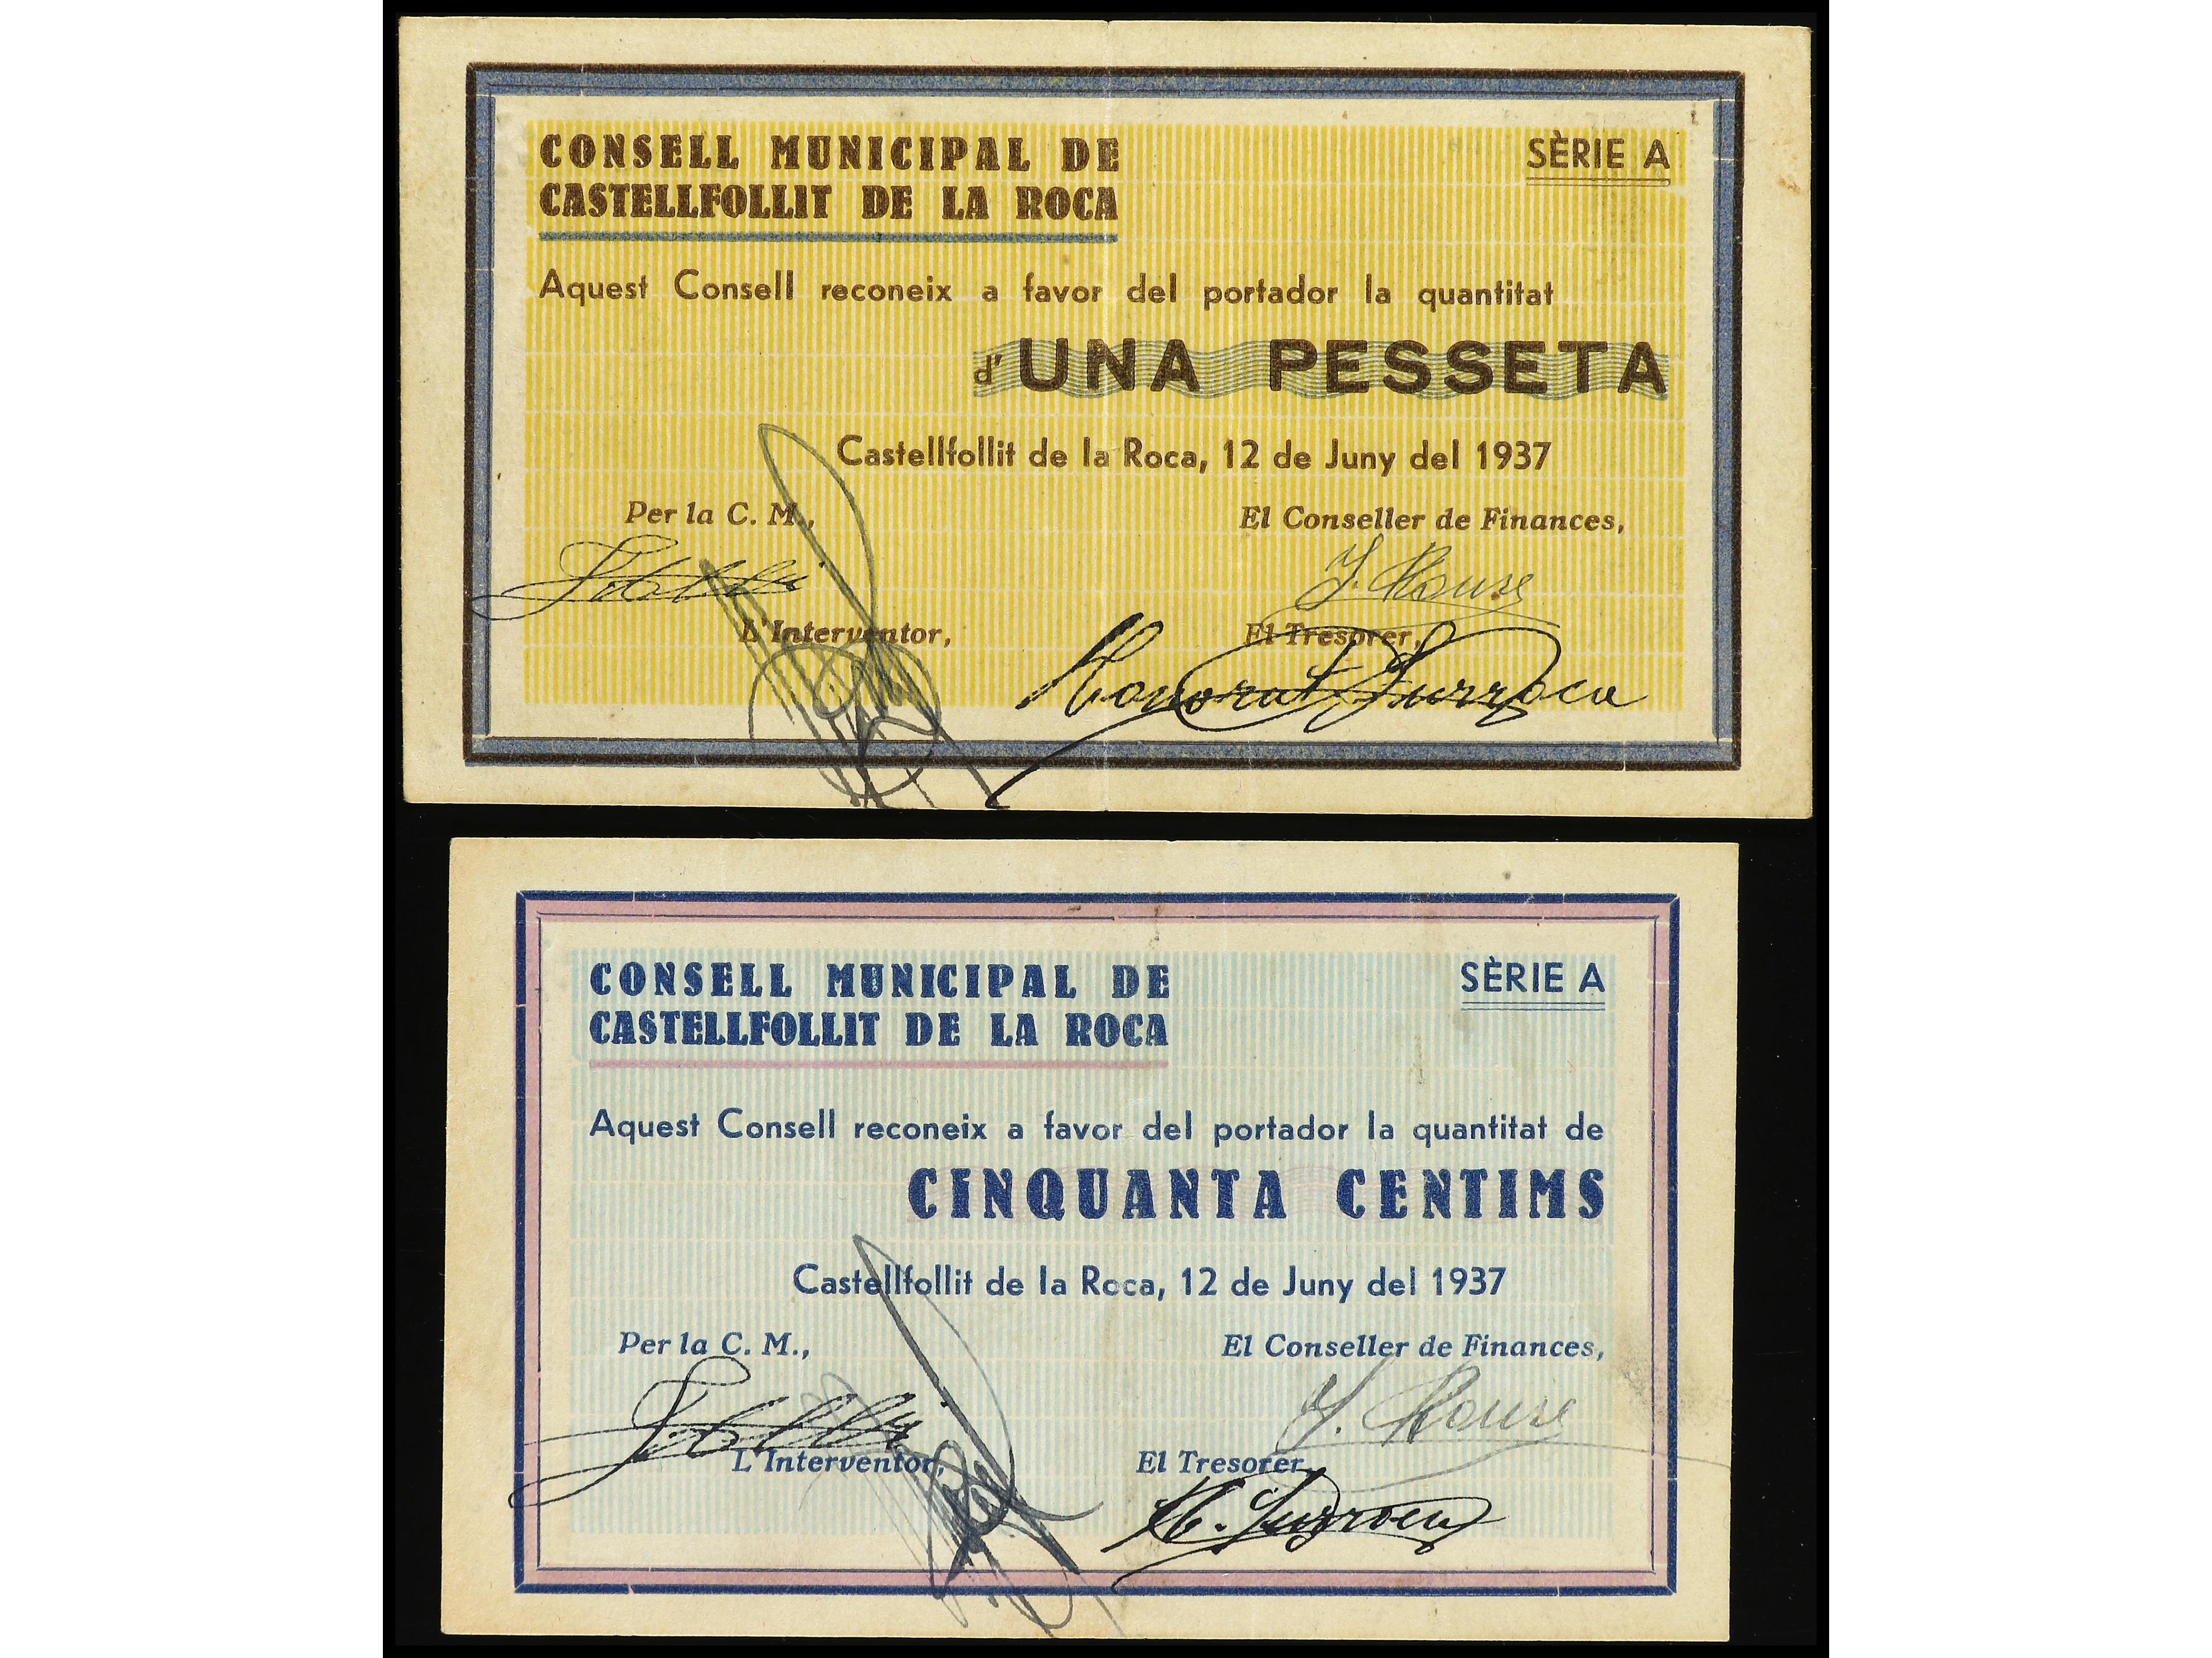 CONSELL MUNICIPAL DE
CASTELLFOLLIT DE LA ROCA
SÈRIE A
Aquest Consell reconeix a favor del portador la quantitat
d' UNA PESSETA
Castellfollit de la Roca, 12 de Juny del 1937
Per la C. M.,
El Conseller de Finances,
L'Interventor,
El Tresorer,
Honorat Surroca
CONSELL MUNICIPAL DE
CASTELLFOLLIT DE LA ROCA
SÈRIE A
Aquest Consell reconeix a favor del portador la quantitat de
CINQUANTA CENTIMS
Castellfollit de la Roca, 12 de Juny del 1937
Per la C. M.,
El Conseller de Finances,
L'Interventor,
El Tresorer,
H. Surroca